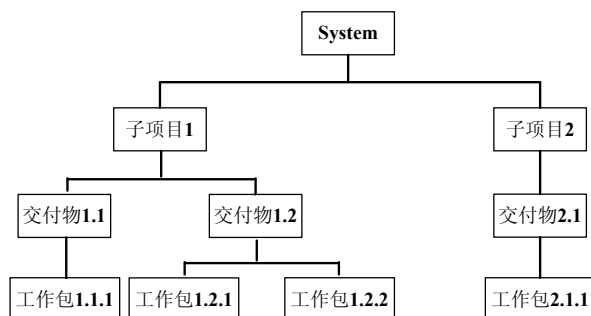 System
子项目1
子项目2
交付物1.1
交付物1.2
交付物2.1
工作包1.1.1
工作包1.2.1
工作包1.2.2
工作包2.1.1